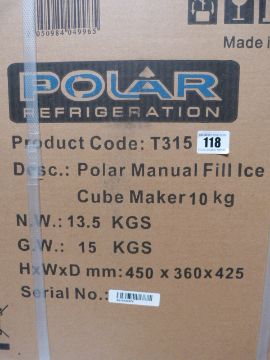 5050984049965
Made i
POLAR
REFRIGERATION
Product Code: T315
118
Desc.: Polar Manual Fill Ice
Cube Maker 10 kg
N.W.: 13.5 KGS
G.W.: 15 KGS
HxWxD mm: 450 x 360x425
Serial No.: